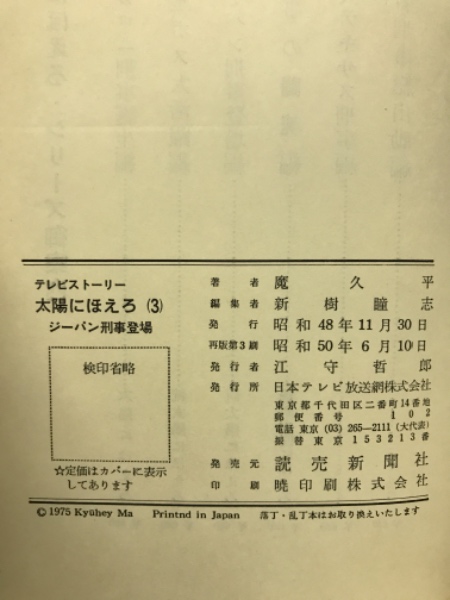 テレビストーリー
太陽にほえろ (3)
ジーパン刑事登場
検印省略
☆定価はカバーに表示
してあります
著者 魔久平
編集者 新樹瞳志
発行 昭和48年11月30日
再版第3刷 昭和50年6月10日
発行者 江守哲郎
発行所 日本テレビ放送網株式会社
東京都千代田区二番町14番地
郵便番号 102
電話 東京 (03) 265-2111 (大代表)
振替 東京 153213番
発売元 読売新聞社
印刷 暁印刷株式会社
© 1975 Kyūhey Ma Printnd in Japan 落丁・乱丁本はお取り換えいたします